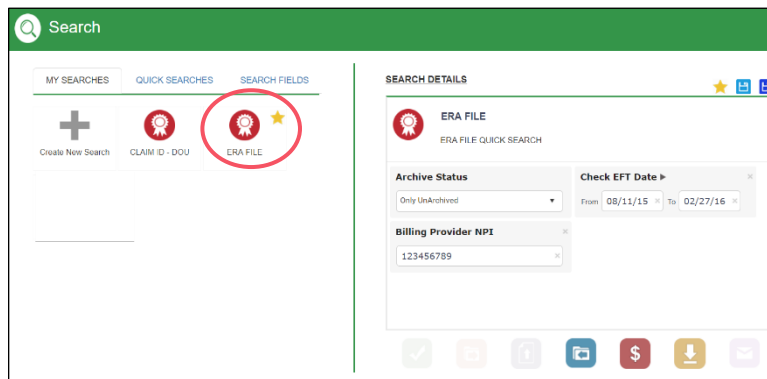 Search
MY SEARCHES QUICK SEARCHES SEARCH FIELDS
Create New Search CLAIM ID - DOU ERA FILE
SEARCH DETAILS
ERA FILE
ERA FILE QUICK SEARCH
Archive Status Check EFT Date ▶ ×
Only UnArchived ▼ From 08/11/15 × To 02/27/16 ×
Billing Provider NPI ×
123456789 ×
$